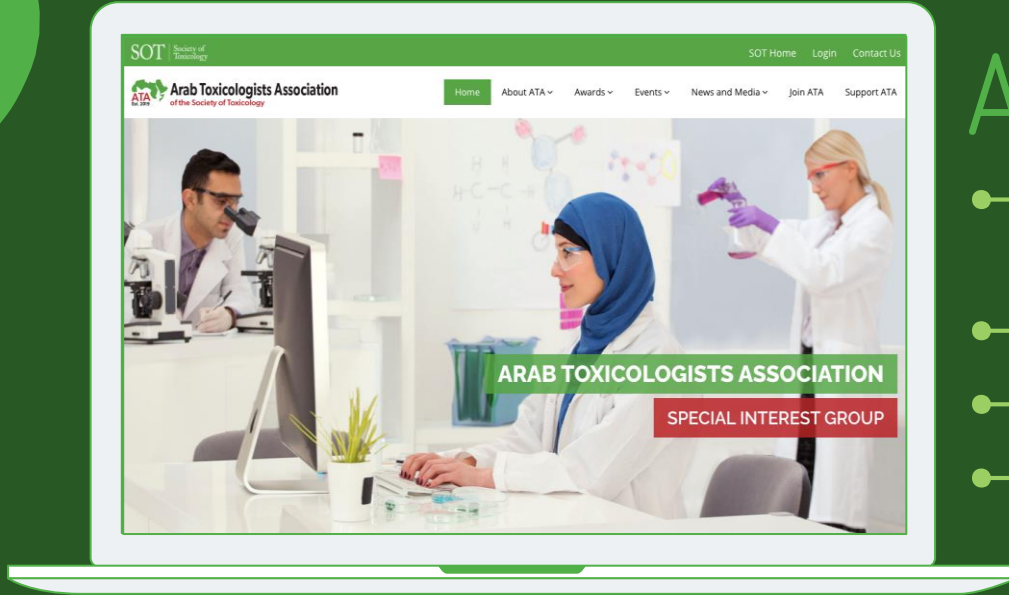 SOT Society of
Toxicology
SOT Home Login Contact Us
ATA Arab Toxicologists Association
Est. 2019 of the Society of Toxicology
Home About ATA Awards Events News and Media Join ATA Support ATA
H H
H-C-C-H
H H
ARAB TOXICOLOGISTS ASSOCIATION
SPECIAL INTEREST GROUP
A